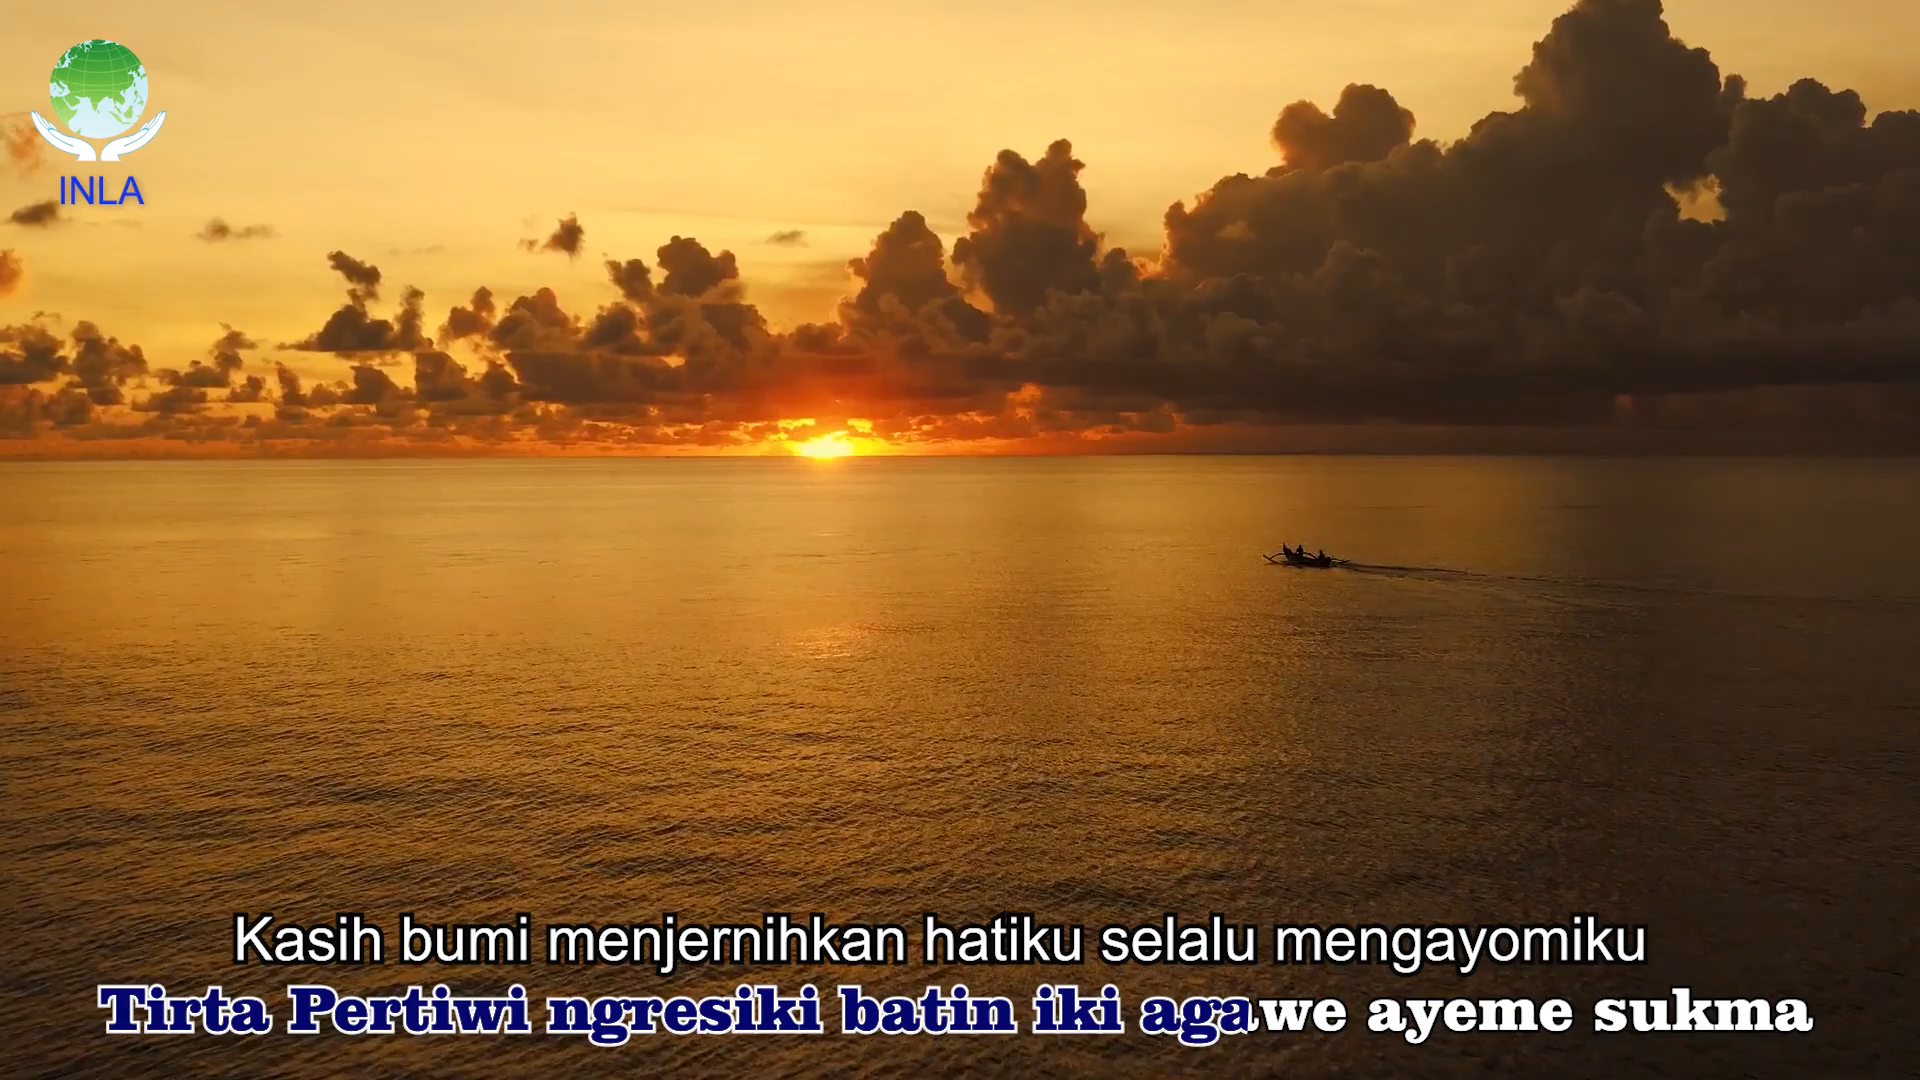 INLA
Kasih bumi menjernihkan hatiku selalu mengayomiku
Tirta Pertiwi ngresiki batin iki agawe ayeme sukma